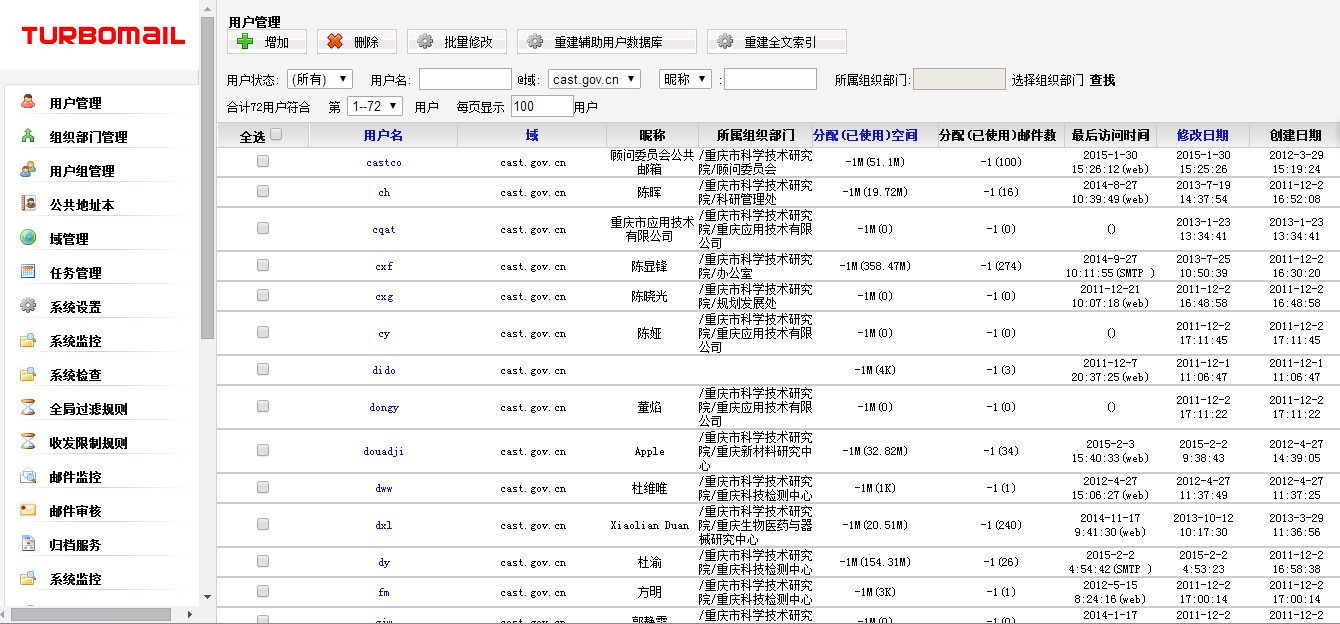 TURBOMAIL
用户管理
组织部门管理
用户组管理
公共地址本
域管理
任务管理
系统设置
系统监控
系统检查
全局过滤规则
收发限制规则
邮件监控
邮件审核
归档服务
系统监控
用户管理
增加 删除 批量修改 重建辅助用户数据库 重建全文索引
用户状态: (所有) 用户名: @域: cast.gov.cn 昵称 : 所属组织部门: 选择组织部门 查找
合计72用户符合 第 1--72 用户 每页显示 100 用户
全选 用户名 域 昵称 所属组织部门 分配(已使用)空间 分配(已使用)邮件数 最后访问时间 修改日期 创建日期
castco cast.gov.cn 顾问委员会公共邮箱 /重庆市科学技术研究院/顾问委员会 -1M(51.1M) -1(100) 2015-1-30 15:26:12(web) 2015-1-30 15:25:26 2012-3-29 15:19:24
ch cast.gov.cn 陈晖 /重庆市科学技术研究院/科研管理处 -1M(19.72M) -1(16) 2014-8-27 10:39:49(web) 2013-7-19 14:37:54 2011-12-2 16:52:08
cqat cast.gov.cn 重庆市应用技术有限公司 /重庆市科学技术研究院/重庆应用技术有限公司 -1M(0) -1(0) () 2013-1-23 13:34:41 2013-1-23 13:34:41
cxf cast.gov.cn 陈显锋 /重庆市科学技术研究院/办公室 -1M(358.47M) -1(274) 2014-9-27 10:11:55(SMTP ) 2013-7-25 10:50:39 2011-12-2 16:30:20
cxg cast.gov.cn 陈晓光 /重庆市科学技术研究院/规划发展处 -1M(0) -1(0) 2011-12-21 10:07:18(web) 2011-12-2 16:48:58 2011-12-2 16:48:58
cy cast.gov.cn 陈娅 /重庆市科学技术研究院/重庆应用技术有限公司 -1M(0) -1(0) () 2011-12-2 17:11:45 2011-12-2 17:11:45
dido cast.gov.cn -1M(4K) -1(3) 2011-12-7 20:37:25(web) 2011-12-1 11:06:47 2011-12-1 11:06:47
dongy cast.gov.cn 董焰 /重庆市科学技术研究院/重庆应用技术有限公司 -1M(0) -1(0) () 2011-12-2 17:11:22 2011-12-2 17:11:22
douadji cast.gov.cn Apple /重庆市科学技术研究院/重庆新材料研究中心 -1M(32.82M) -1(34) 2015-2-3 15:40:33(web) 2015-2-2 9:38:43 2012-4-27 14:39:05
dww cast.gov.cn 杜维唯 /重庆市科学技术研究院/重庆科技检测中心 -1M(1K) -1(1) 2012-4-27 15:06:27(web) 2012-4-27 11:37:49 2012-4-27 11:37:25
dxl cast.gov.cn Xiaolian Duan /重庆市科学技术研究院/重庆生物医药与器械研究中心 -1M(20.51M) -1(240) 2014-11-17 9:41:30(web) 2013-10-12 10:17:30 2013-3-29 11:36:56
dy cast.gov.cn 杜渝 /重庆市科学技术研究院/重庆科技检测中心 -1M(154.31M) -1(26) 2015-2-2 4:54:42(SMTP ) 2015-2-2 4:53:23 2011-12-2 16:58:38
fm cast.gov.cn 方明 /重庆市科学技术研究院/重庆科技检测中心 -1M(3K) -1(1) 2012-5-15 8:24:16(web) 2011-12-2 17:00:14 2011-12-2 17:00:14
/重庆市科学技术研究 2014-1-17 2011-12-2 2011-12-2